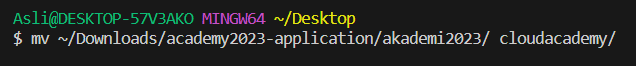 Asli@DESKTOP-57V3AKO MINGW64 ~/Desktop
$ mv ~/Downloads/academy2023-application/akademi2023/ cloudacademy/